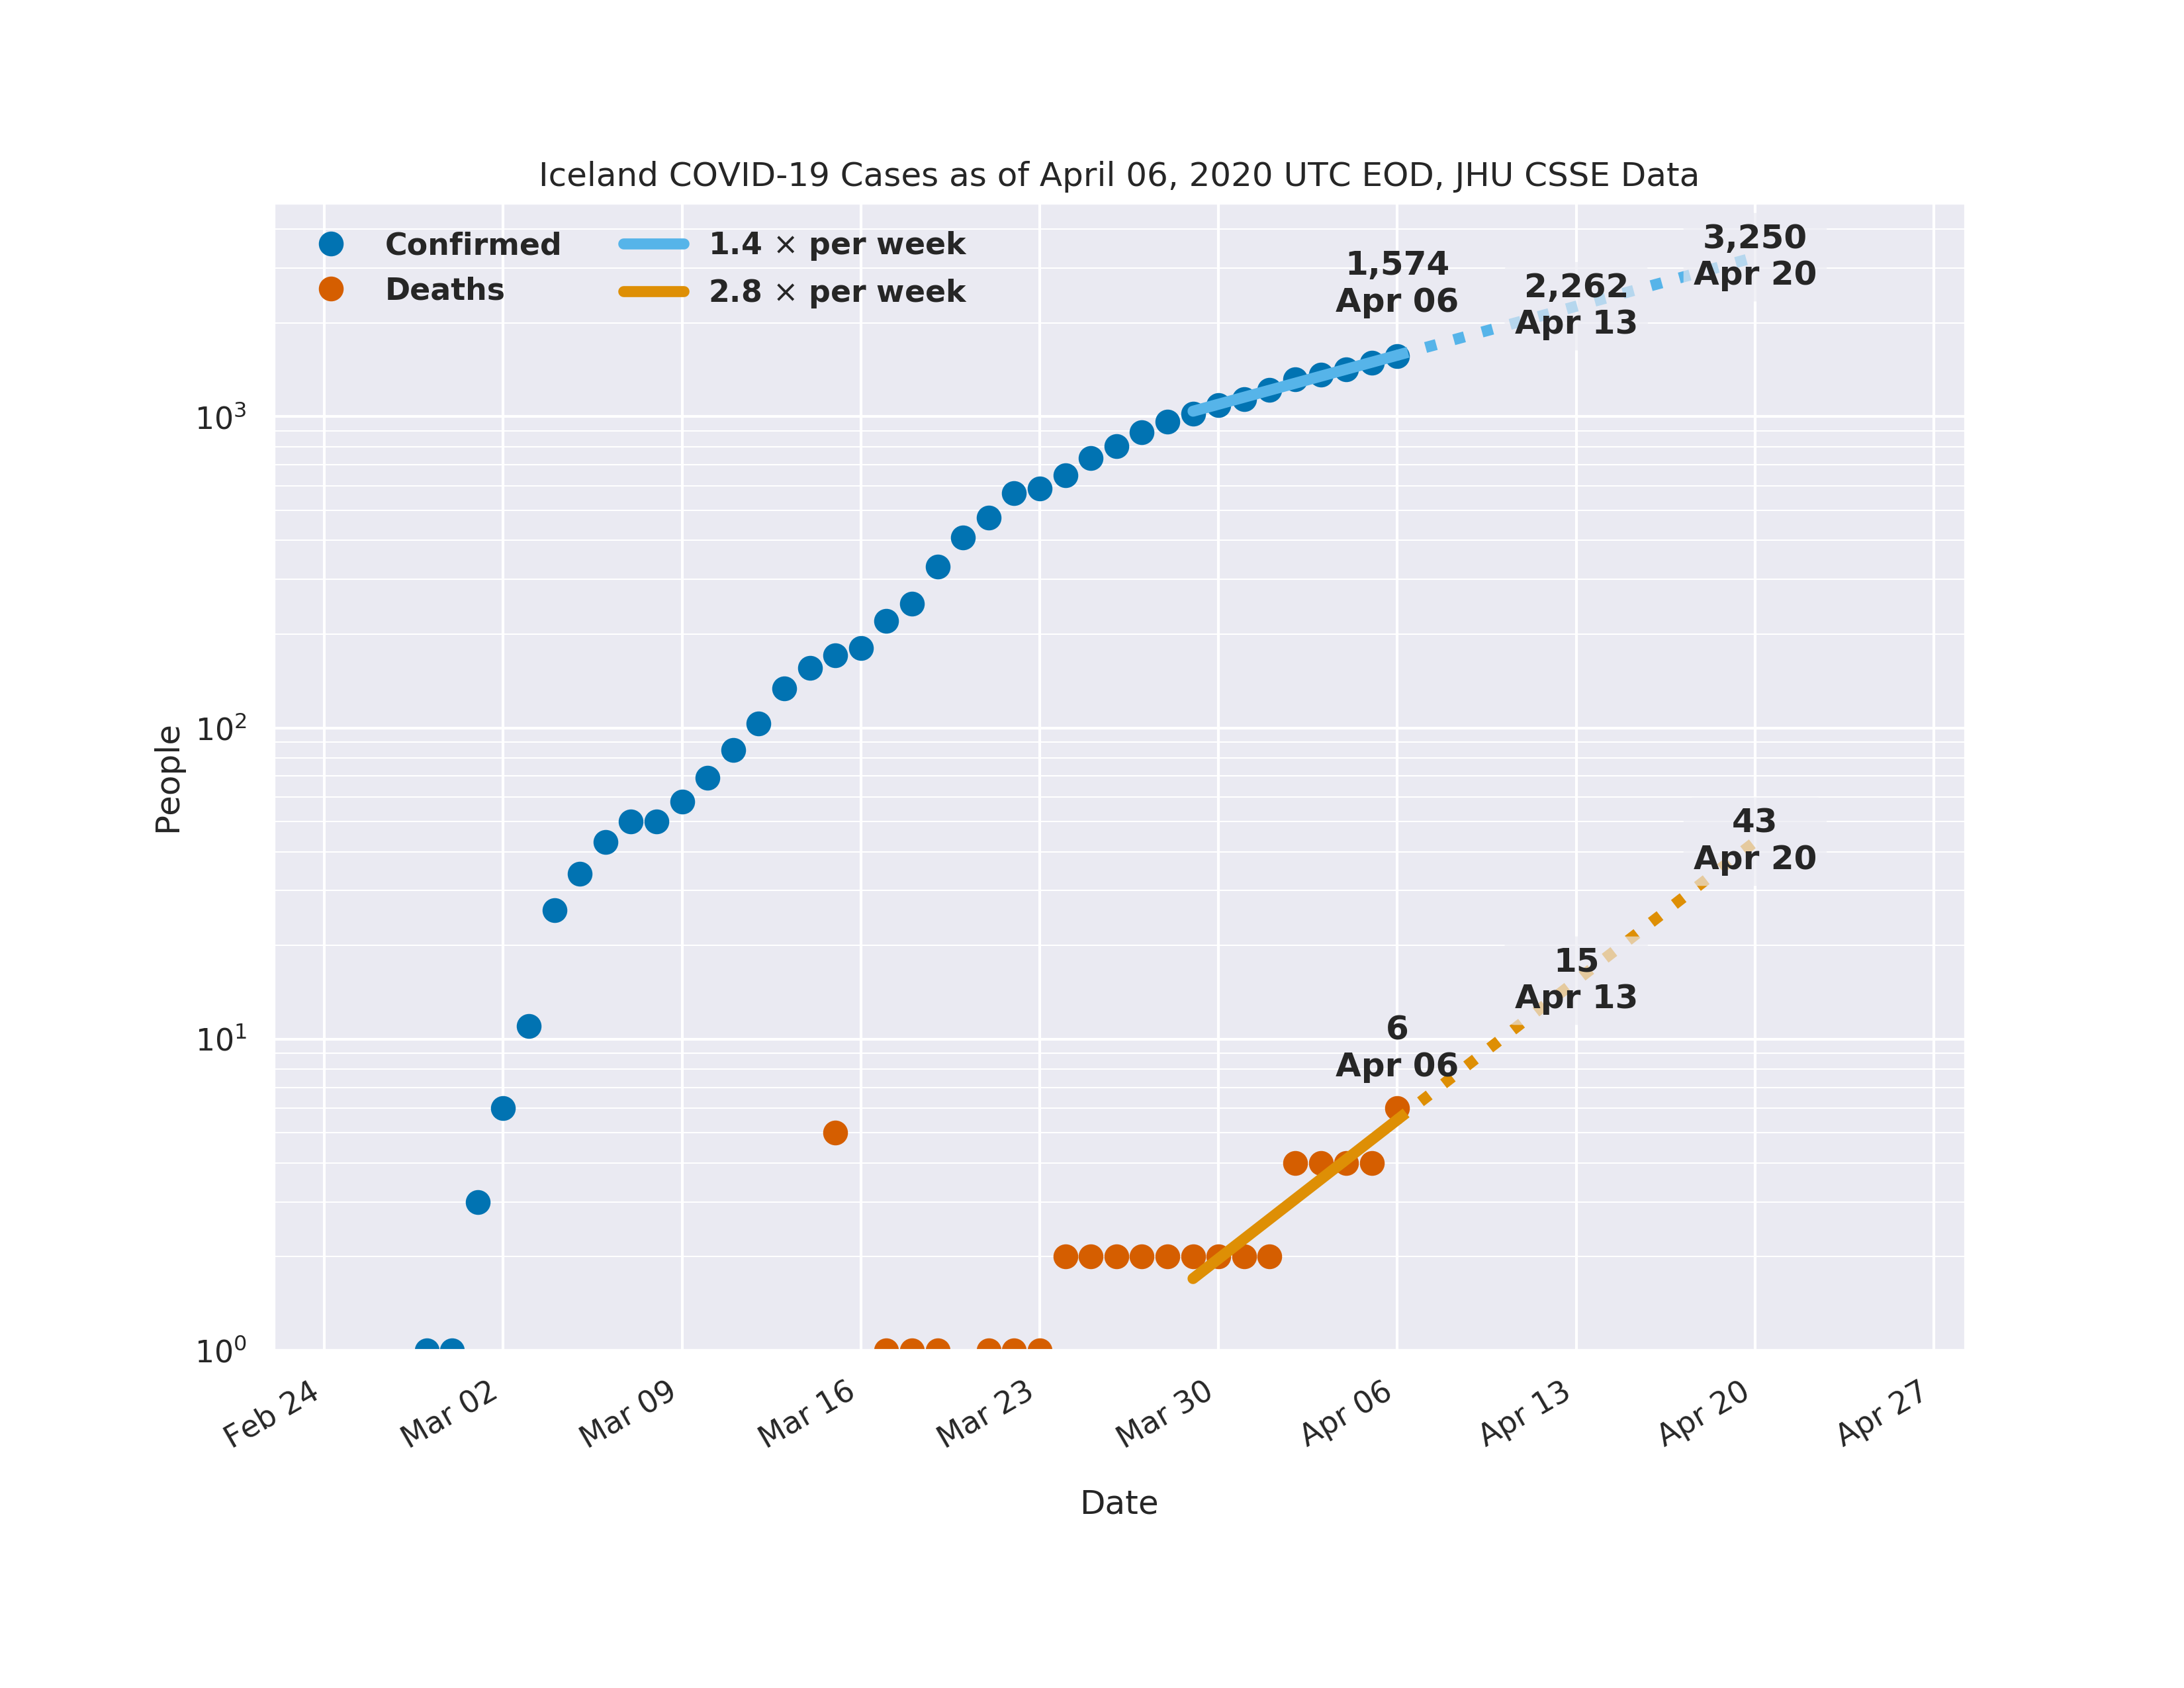 Iceland COVID-19 Cases as of April 06, 2020 UTC EOD, JHU CSSE Data
Confirmed
Deaths
1.4 × per week
2.8 × per week
3,250
Apr 20
1,574
Apr 06
2,262
Apr 13
43
Apr 20
15
Apr 13
6
Apr 06
People
10³
10²
10¹
10⁰
Feb 24
Mar 02
Mar 09
Mar 16
Mar 23
Mar 30
Apr 06
Apr 13
Apr 20
Apr 27
Date